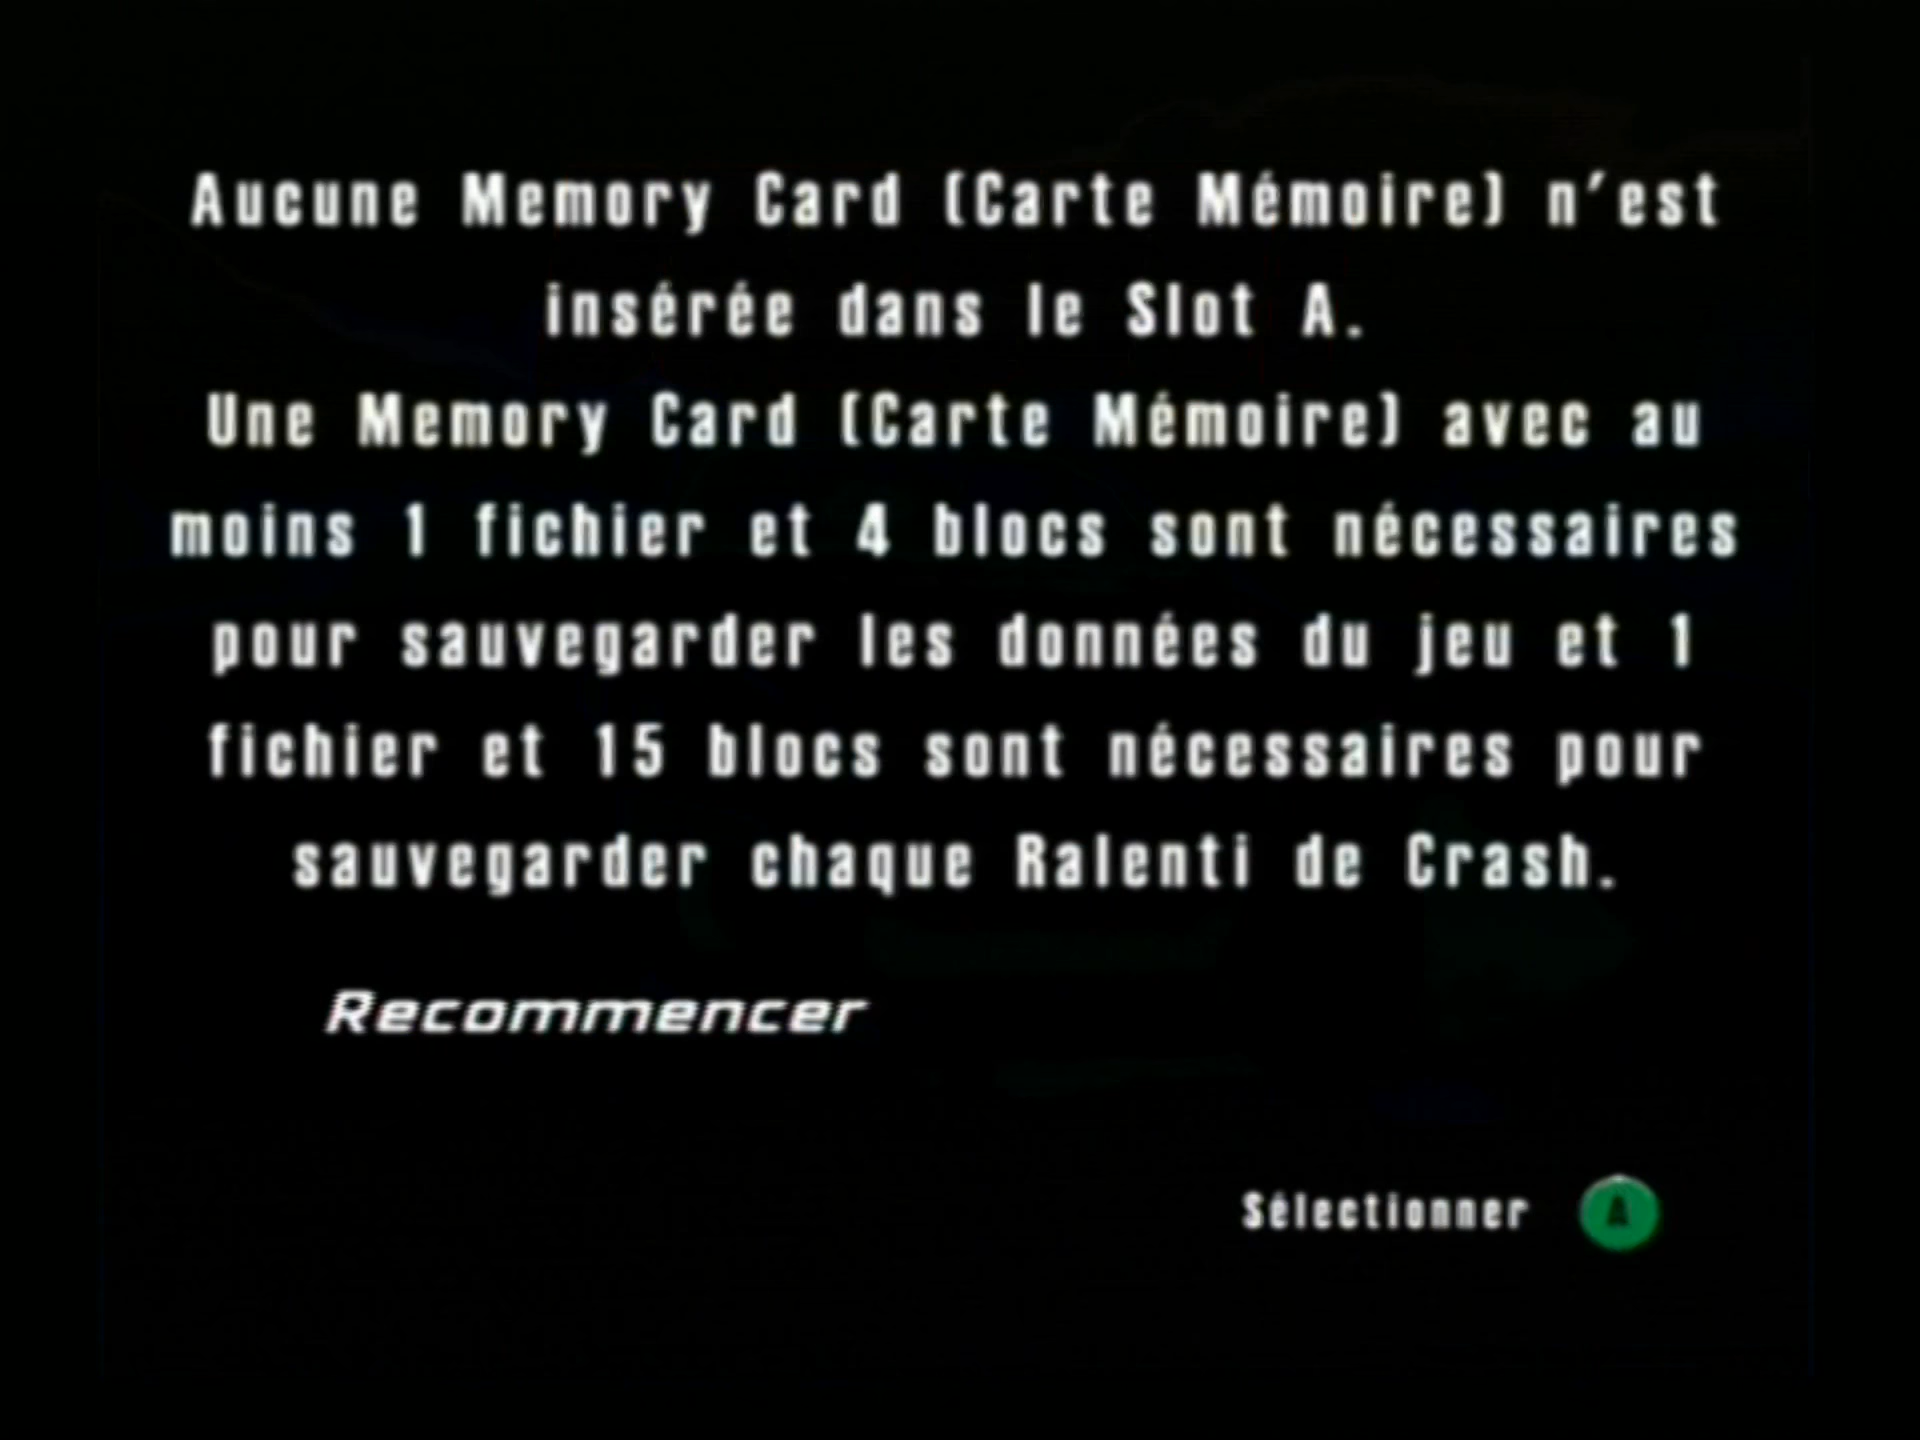 Aucune Memory Card (Carte Mémoire) n'est
insérée dans le Slot A.
Une Memory Card (Carte Mémoire) avec au
moins 1 fichier et 4 blocs sont nécessaires
pour sauvegarder les données du jeu et 1
fichier et 15 blocs sont nécessaires pour
sauvegarder chaque Ralenti de Crash.
Recommencer
Sélectionner A